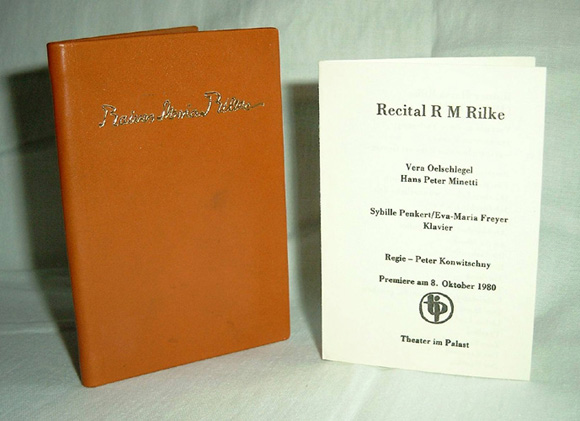 Rainer Maria Rilke
Recital R M Rilke
Vera Oelschlegel
Hans Peter Minetti
Sybille Penkert/Eva-Maria Freyer
Klavier
Regie – Peter Konwitschny
Premiere am 8. Oktober 1980
tip
Theater im Palast